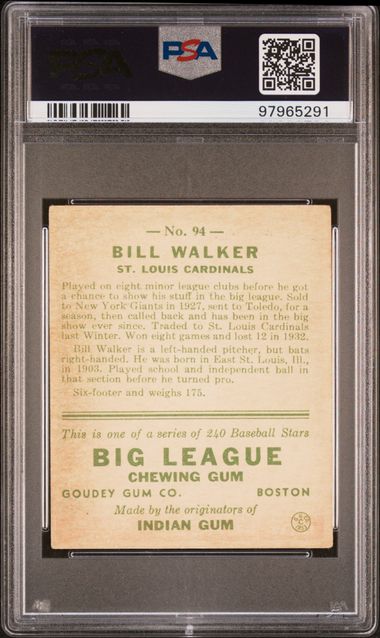 PSA
PSA
97965291
— No. 94 —
BILL WALKER
ST. LOUIS CARDINALS
Played on eight minor league clubs before he got
a chance to show his stuff in the big league. Sold
to New York Giants in 1927, sent to Toledo, for a
season, then called back and has been in the big
show ever since. Traded to St. Louis Cardinals
last Winter. Won eight games and lost 12 in 1932.
Bill Walker is a left-handed pitcher, but bats
right-handed. He was born in East St. Louis, Ill.,
in 1903. Played school and independent ball in
that section before he turned pro.
Six-footer and weighs 175.
This is one of a series of 240 Baseball Stars
BIG LEAGUE
CHEWING GUM
GOUDEY GUM CO. BOSTON
Made by the originators of
INDIAN GUM